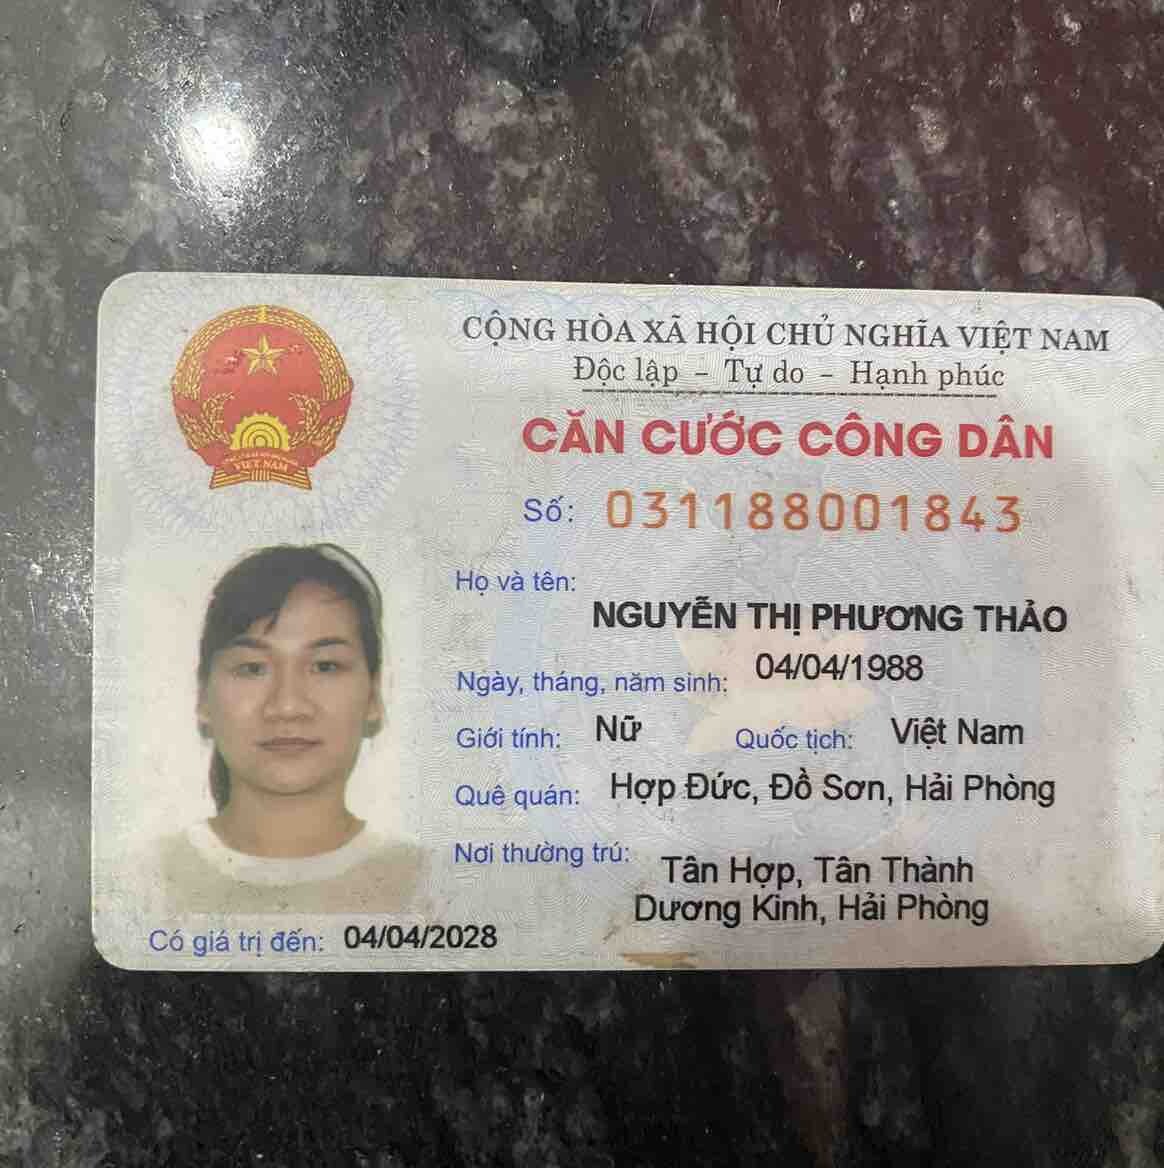 CỘNG HÒA XÃ HỘI CHỦ NGHĨA VIỆT NAM
Độc lập – Tự do – Hạnh phúc
CĂN CƯỚC CÔNG DÂN
Số: 031188001843
Họ và tên:
NGUYỄN THỊ PHƯƠNG THẢO
Ngày, tháng, năm sinh: 04/04/1988
Giới tính: Nữ Quốc tịch: Việt Nam
Quê quán: Hợp Đức, Đồ Sơn, Hải Phòng
Nơi thường trú: Tân Hợp, Tân Thành
Dương Kinh, Hải Phòng
Có giá trị đến: 04/04/2028
VIỆT NAM